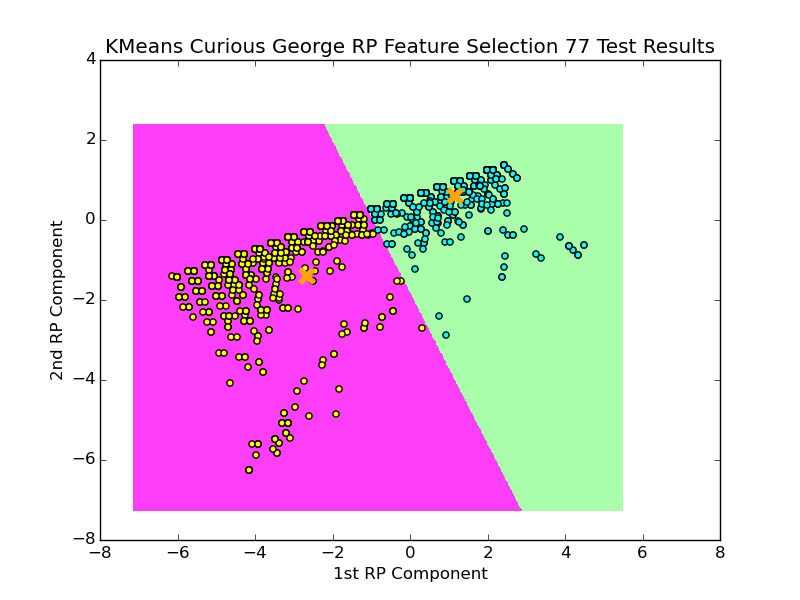 KMeans Curious George RP Feature Selection 77 Test Results
4
2
0
−2
−4
−6
−8
2nd RP Component
−8 −6 −4 −2 0 2 4 6 8
1st RP Component